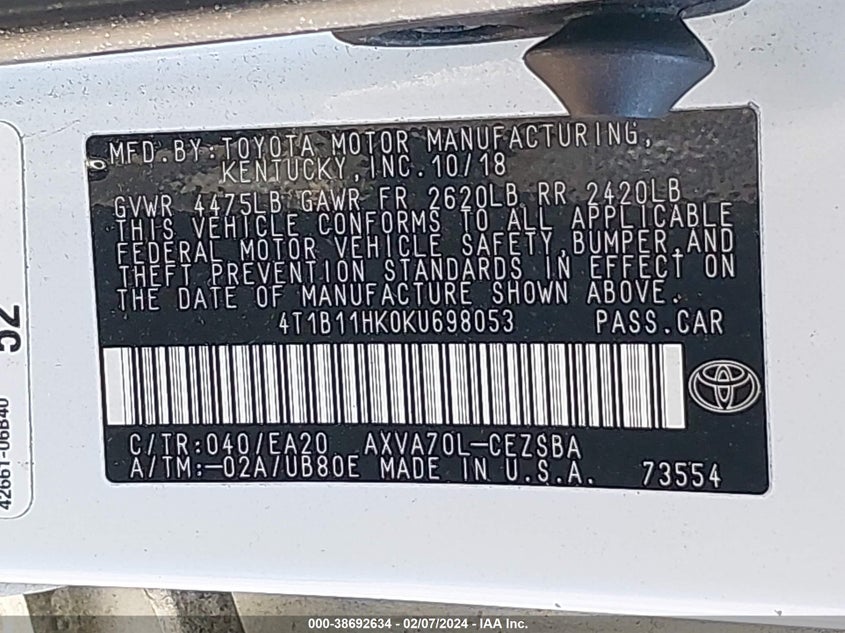 MFD.BY:TOYOTA MOTOR MANUFACTURING,
KENTUCKY,INC.10/18
GVWR 4475LB GAWR FR 2620LB RR 2420LB
THIS VEHICLE CONFORMS TO ALL APPLICABLE
FEDERAL MOTOR VEHICLE SAFETY,BUMPER,AND
THEFT PREVENTION STANDARDS IN EFFECT ON
THE DATE OF MANUFACTURE SHOWN ABOVE.
4T1B11HK0KU698053 PASS.CAR
C/TR:040/EA20 AXVA70L-CEZSBA
A/TM:-02A/UB80E MADE IN U.S.A. 73554
52
42661-06B40
000-38692634 - 02/07/2024 - IAA Inc.